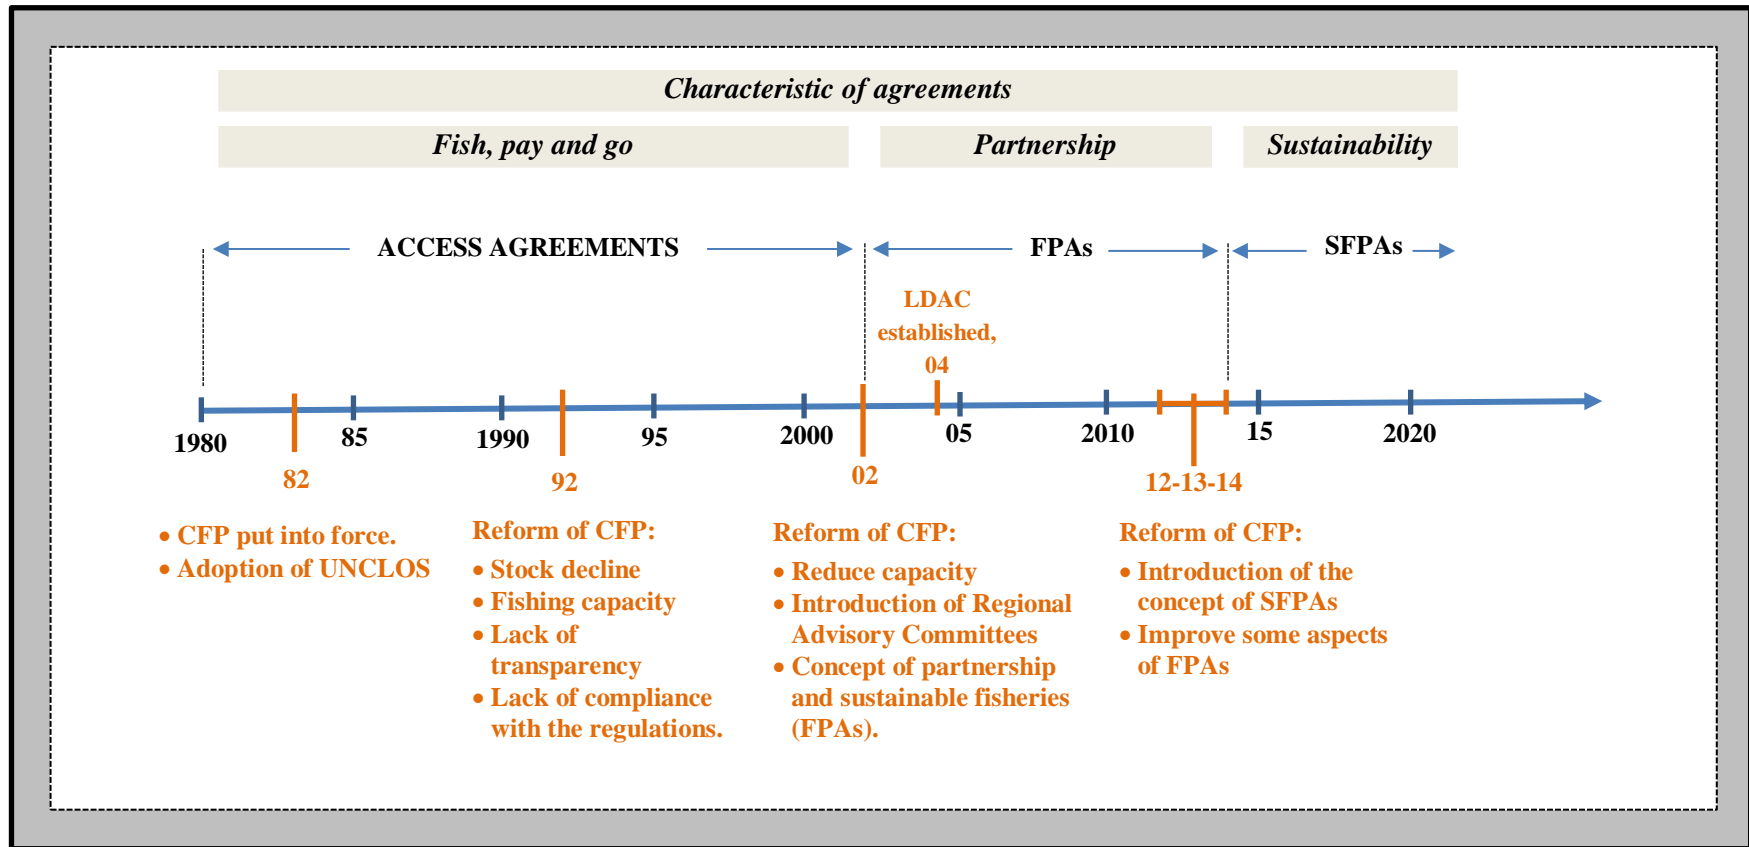 Characteristic of agreements
Fish, pay and go
Partnership
Sustainability
ACCESS AGREEMENTS
FPAs
SFPAs
LDAC
established,
04
1980
85
1990
95
2000
05
2010
15
2020
82
92
02
12-13-14
• CFP put into force.
• Adoption of UNCLOS
Reform of CFP:
• Stock decline
• Fishing capacity
• Lack of
transparency
• Lack of compliance
with the regulations.
Reform of CFP:
• Reduce capacity
• Introduction of Regional
Advisory Committees
• Concept of partnership
and sustainable fisheries
(FPAs).
Reform of CFP:
• Introduction of the
concept of SFPAs
• Improve some aspects
of FPAs